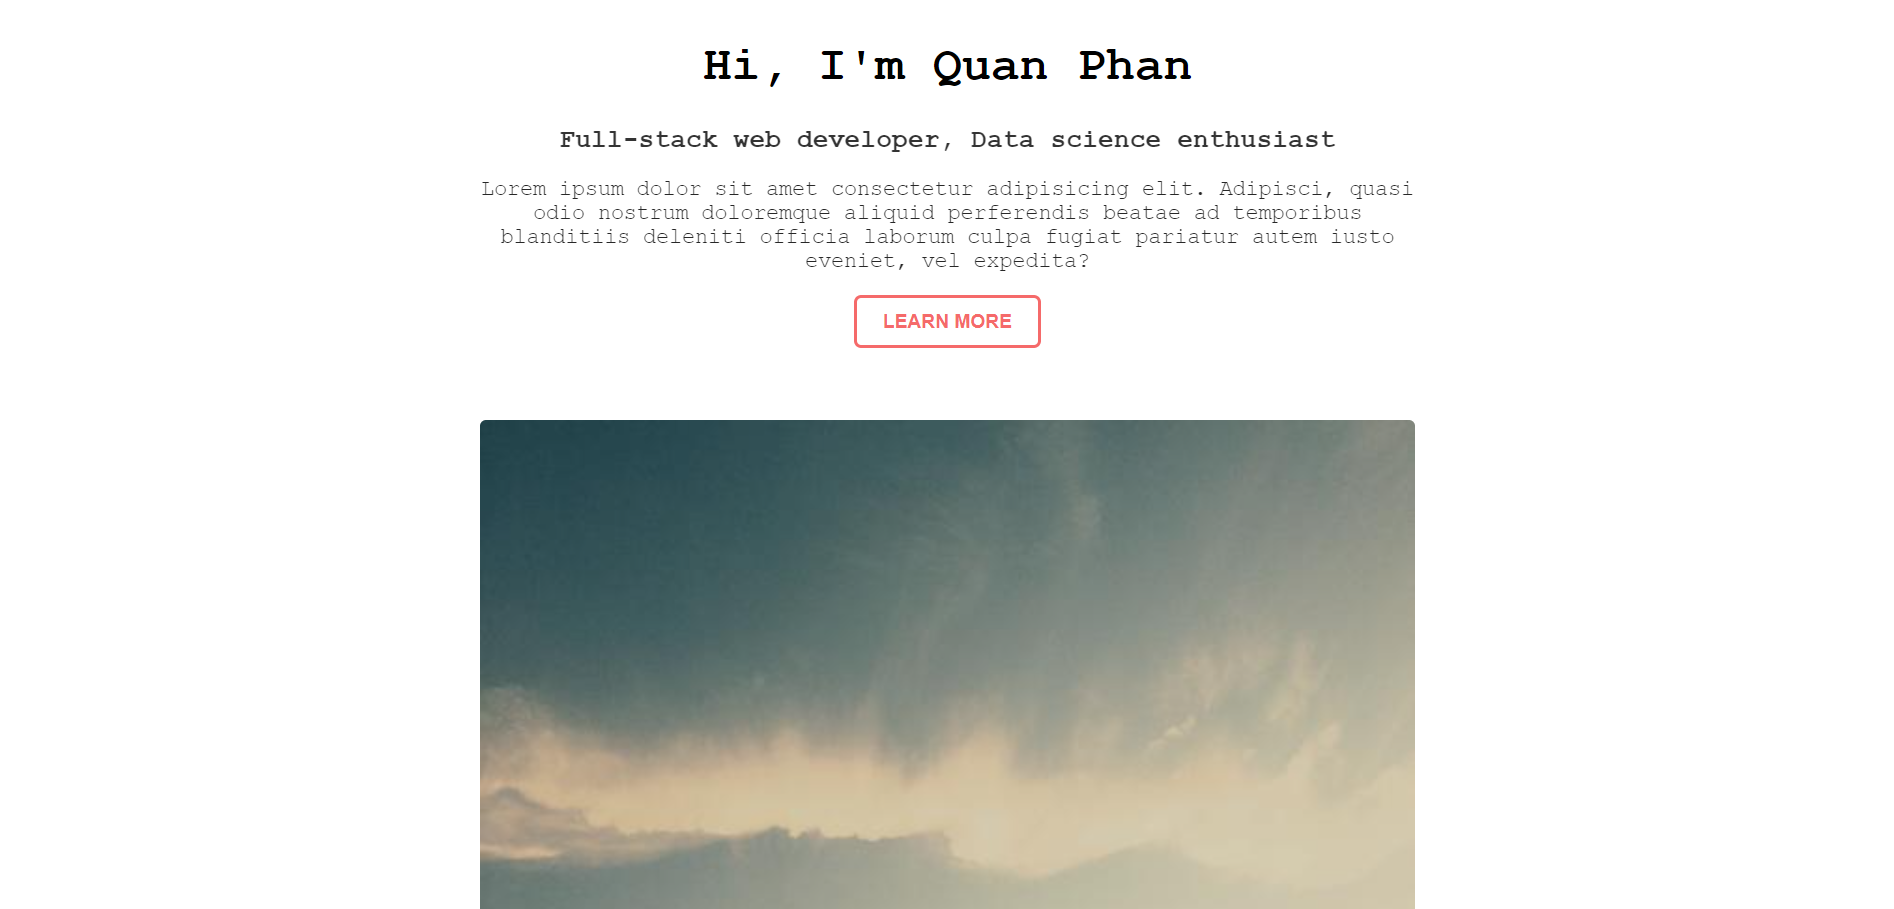 Hi, I'm Quan Phan
Full-stack web developer, Data science enthusiast
Lorem ipsum dolor sit amet consectetur adipisicing elit. Adipisci, quasi
odio nostrum doloremque aliquid perferendis beatae ad temporibus
blanditiis deleniti officia laborum culpa fugiat pariatur autem iusto
eveniet, vel expedita?
LEARN MORE